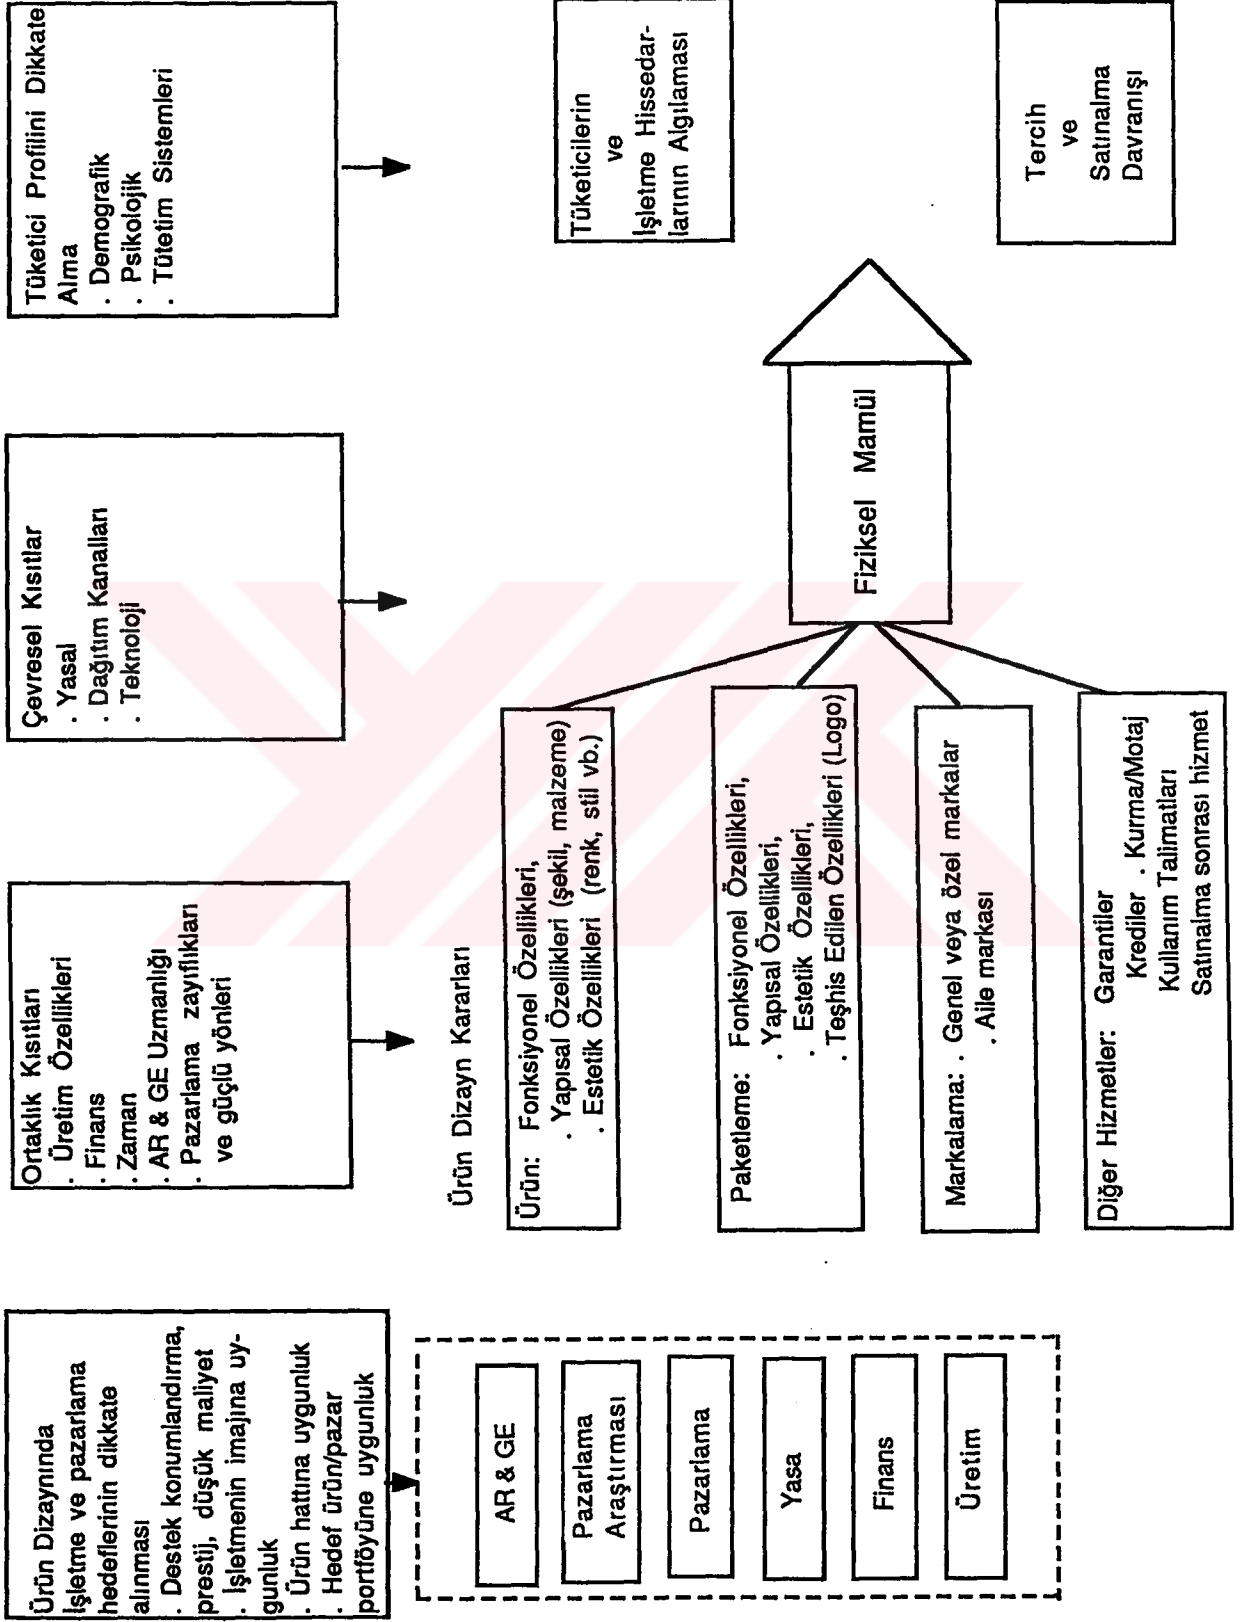 Ürün Dizaynında
İşletme ve pazarlama
hedeflerinin dikkate
alınması
. Destek konumlandırma,
prestij, düşük maliyet
. İşletmenin imajına uy-
gunluk
. Ürün hattına uygunluk
. Hedef ürün/pazar
portföyüne uygunluk
Ortaklık Kısıtları
. Üretim Özellikleri
. Finans
. Zaman
. AR & GE Uzmanlığı
. Pazarlama zayıflıkları
ve güçlü yönleri
Çevresel Kısıtlar
. Yasal
. Dağıtım Kanalları
. Teknoloji
Tüketici Profilini Dikkate
Alma
. Demografik
. Psikolojik
. Tütetim Sistemleri
AR & GE
Pazarlama
Araştırması
Pazarlama
Yasa
Finans
Üretim
Ürün Dizayn Kararları
Ürün: Fonksiyonel Özellikleri,
. Yapısal Özellikleri (şekil, malzeme)
. Estetik Özellikleri (renk, stil vb.)
Paketleme: Fonksiyonel Özellikleri,
. Yapısal Özellikleri,
. Estetik Özellikleri,
. Teşhis Edilen Özellikleri (Logo)
Markalama: . Genel veya özel markalar
. Aile markası
Diğer Hizmetler: Garantiler
Krediler . Kurma/Motaj
Kullanım Talimatları
Satınalma sonrası hizmet
Fiziksel Mamül
Tüketicilerin
ve
İşletme Hissedar-
larının Algılaması
Tercih
ve
Satınalma
Davranışı